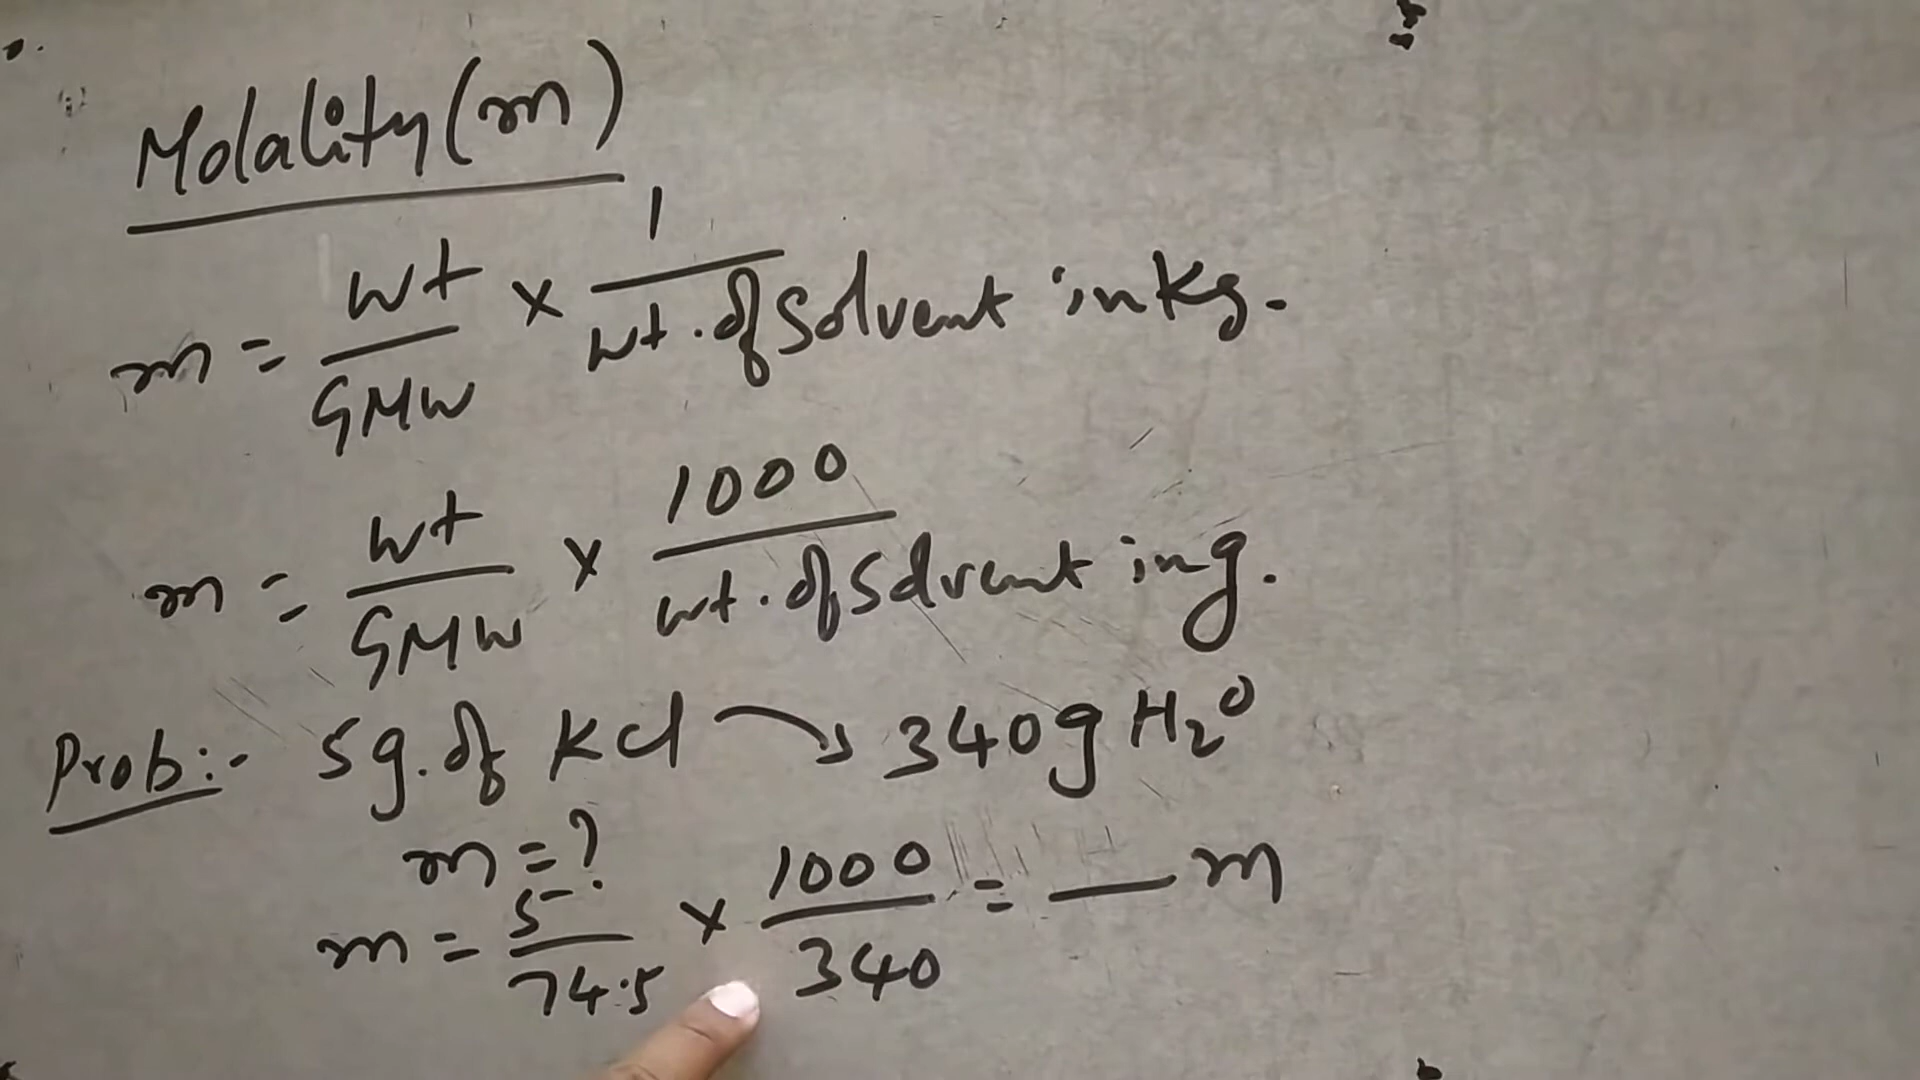 Molality (m)
m = wt/GMW × 1/wt. of Solvent in Kg.
m = wt/GMW × 1000/wt. of Solvent in g.
Prob:- 5g. of KCl → 340g H₂O
m = ?
m = 5/74.5 × 1000/340 = — m